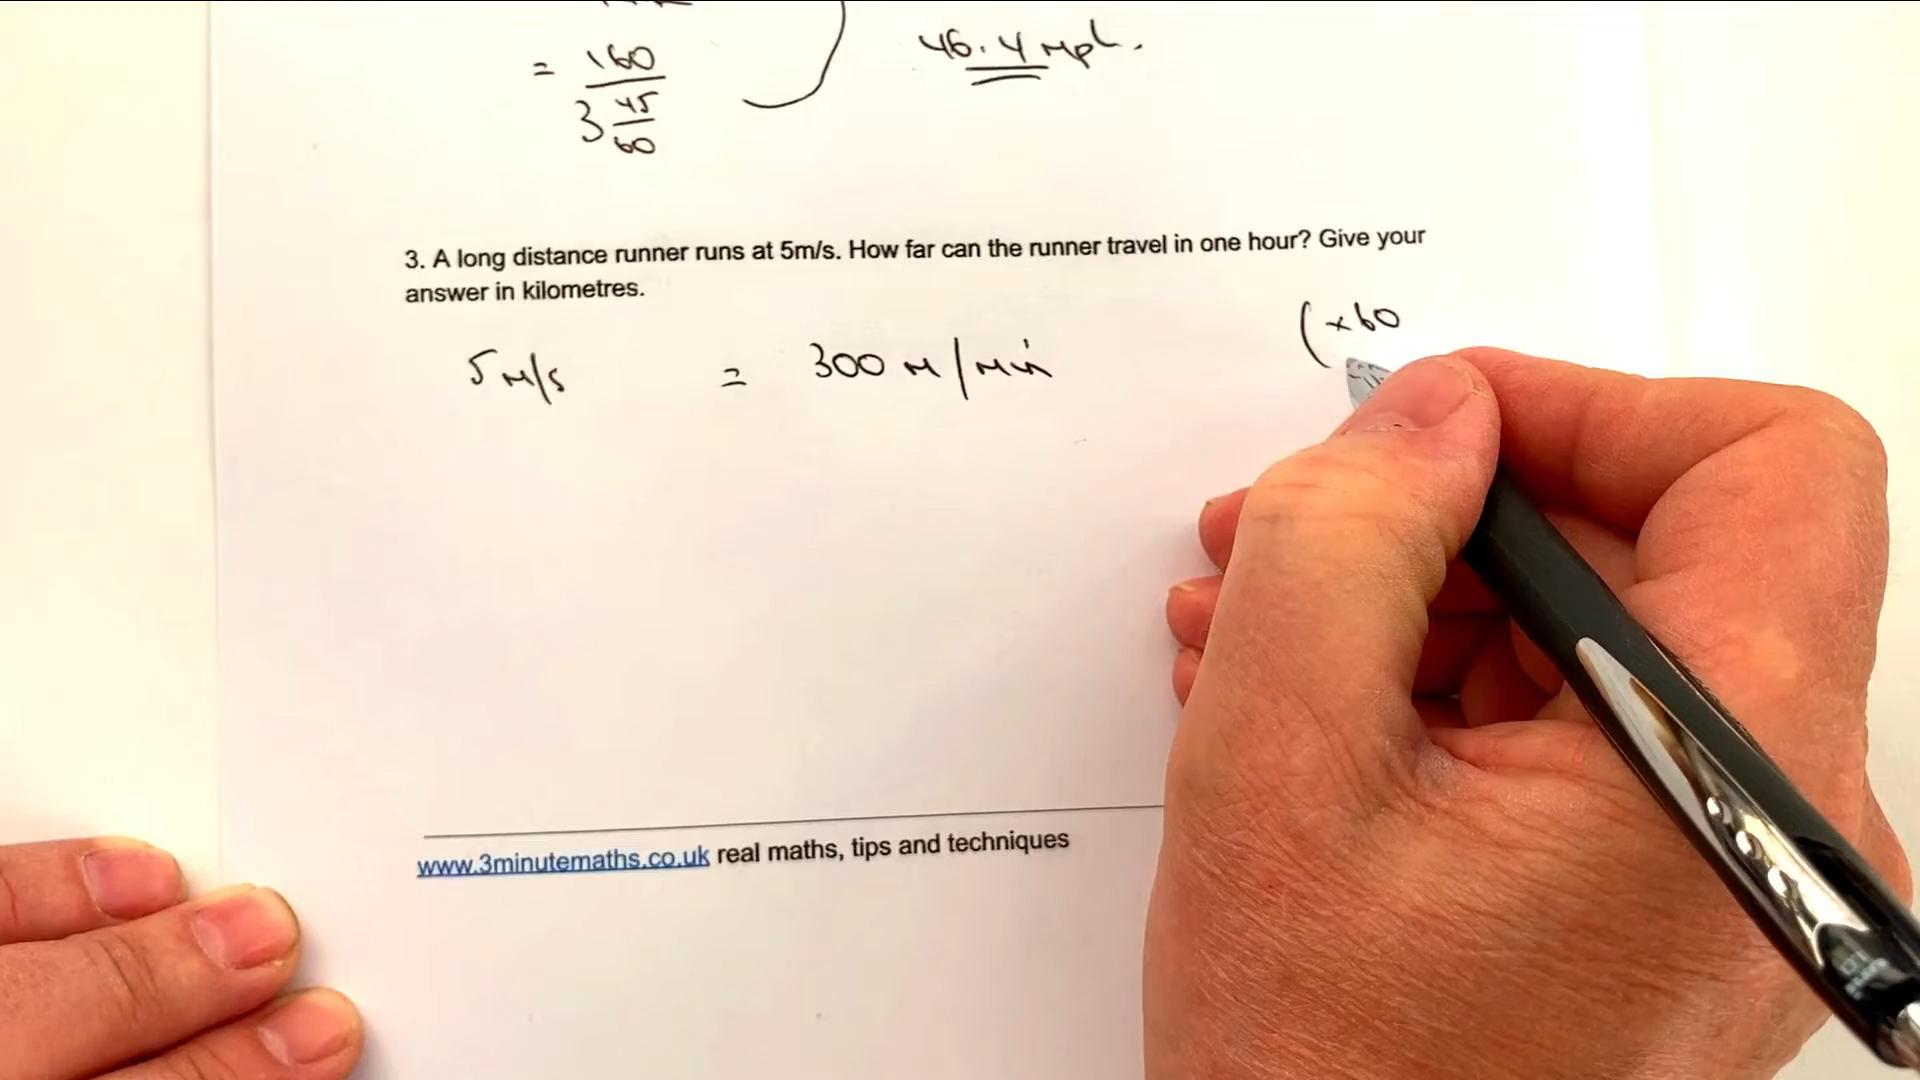 = 160
3 45
60
46.4 mph.
3. A long distance runner runs at 5m/s. How far can the runner travel in one hour? Give your
answer in kilometres.
(×60
5 m/s = 300 m/min
www.3minutemaths.co.uk real maths, tips and techniques